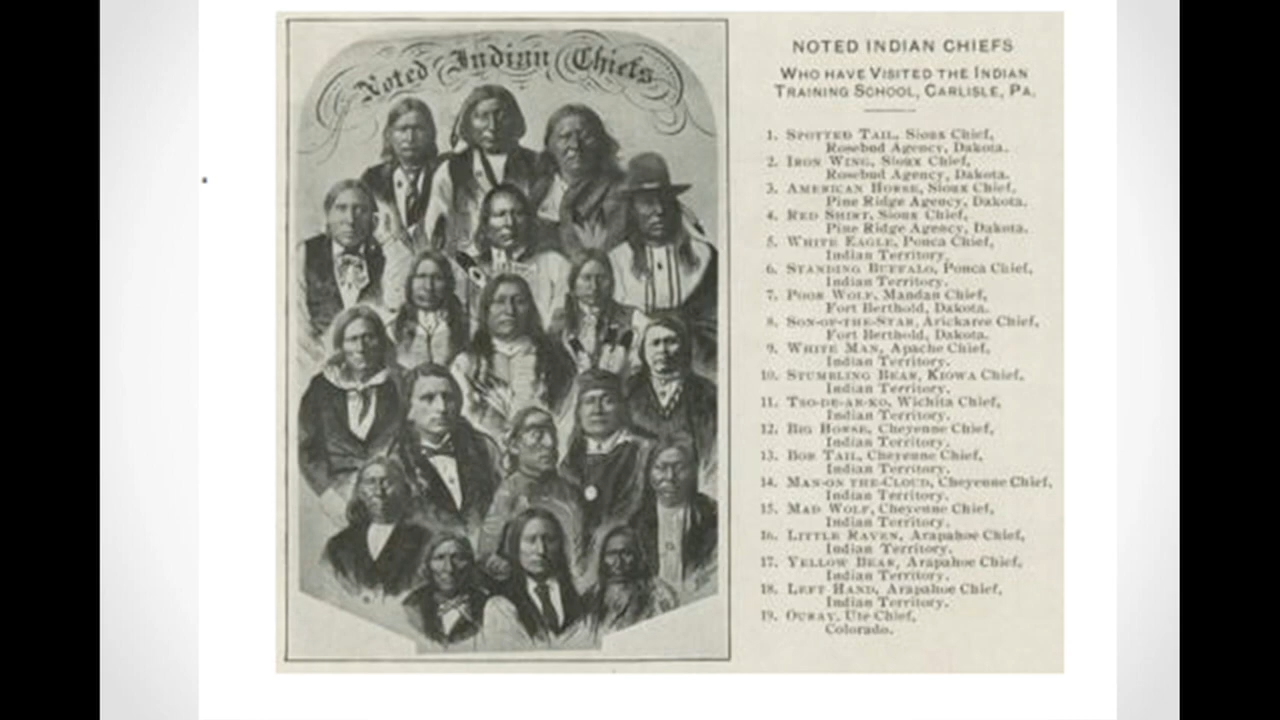 Noted Indian Chiefs
NOTED INDIAN CHIEFS
WHO HAVE VISITED THE INDIAN
TRAINING SCHOOL, CARLISLE, PA.
1. SPOTTED TAIL, Sioux Chief,
Rosebud Agency, Dakota.
2. IRON WING, Sioux Chief,
Rosebud Agency, Dakota.
3. AMERICAN HORSE, Sioux Chief,
Pine Ridge Agency, Dakota.
4. RED SHIRT, Sioux Chief,
Pine Ridge Agency, Dakota.
5. WHITE EAGLE, Ponca Chief,
Indian Territory.
6. STANDING BUFFALO, Ponca Chief,
Indian Territory.
7. POOR WOLF, Mandan Chief,
Fort Berthold, Dakota.
8. SON-OF-THE-STAR, Arickaree Chief,
Fort Berthold, Dakota.
9. WHITE MAN, Apache Chief,
Indian Territory.
10. STUMBLING BEAR, KIOWA Chief,
Indian Territory.
11. TSO-DE-AR-KO, Wichita Chief,
Indian Territory.
12. BIG HORSE, Cheyenne Chief,
Indian Territory.
13. BOB TAIL, Cheyenne Chief,
Indian Territory.
14. MAN-ON THE-CLOUD, Cheyenne Chief,
Indian Territory.
15. MAD WOLF, Cheyenne Chief,
Indian Territory.
16. LITTLE RAVEN, Arapahoe Chief,
Indian Territory.
17. YELLOW BEAR, Arapahoe Chief,
Indian Territory.
18. LEFT HAND, Arapahoe Chief,
Indian Territory.
19. OURAY, Ute Chief,
Colorado.